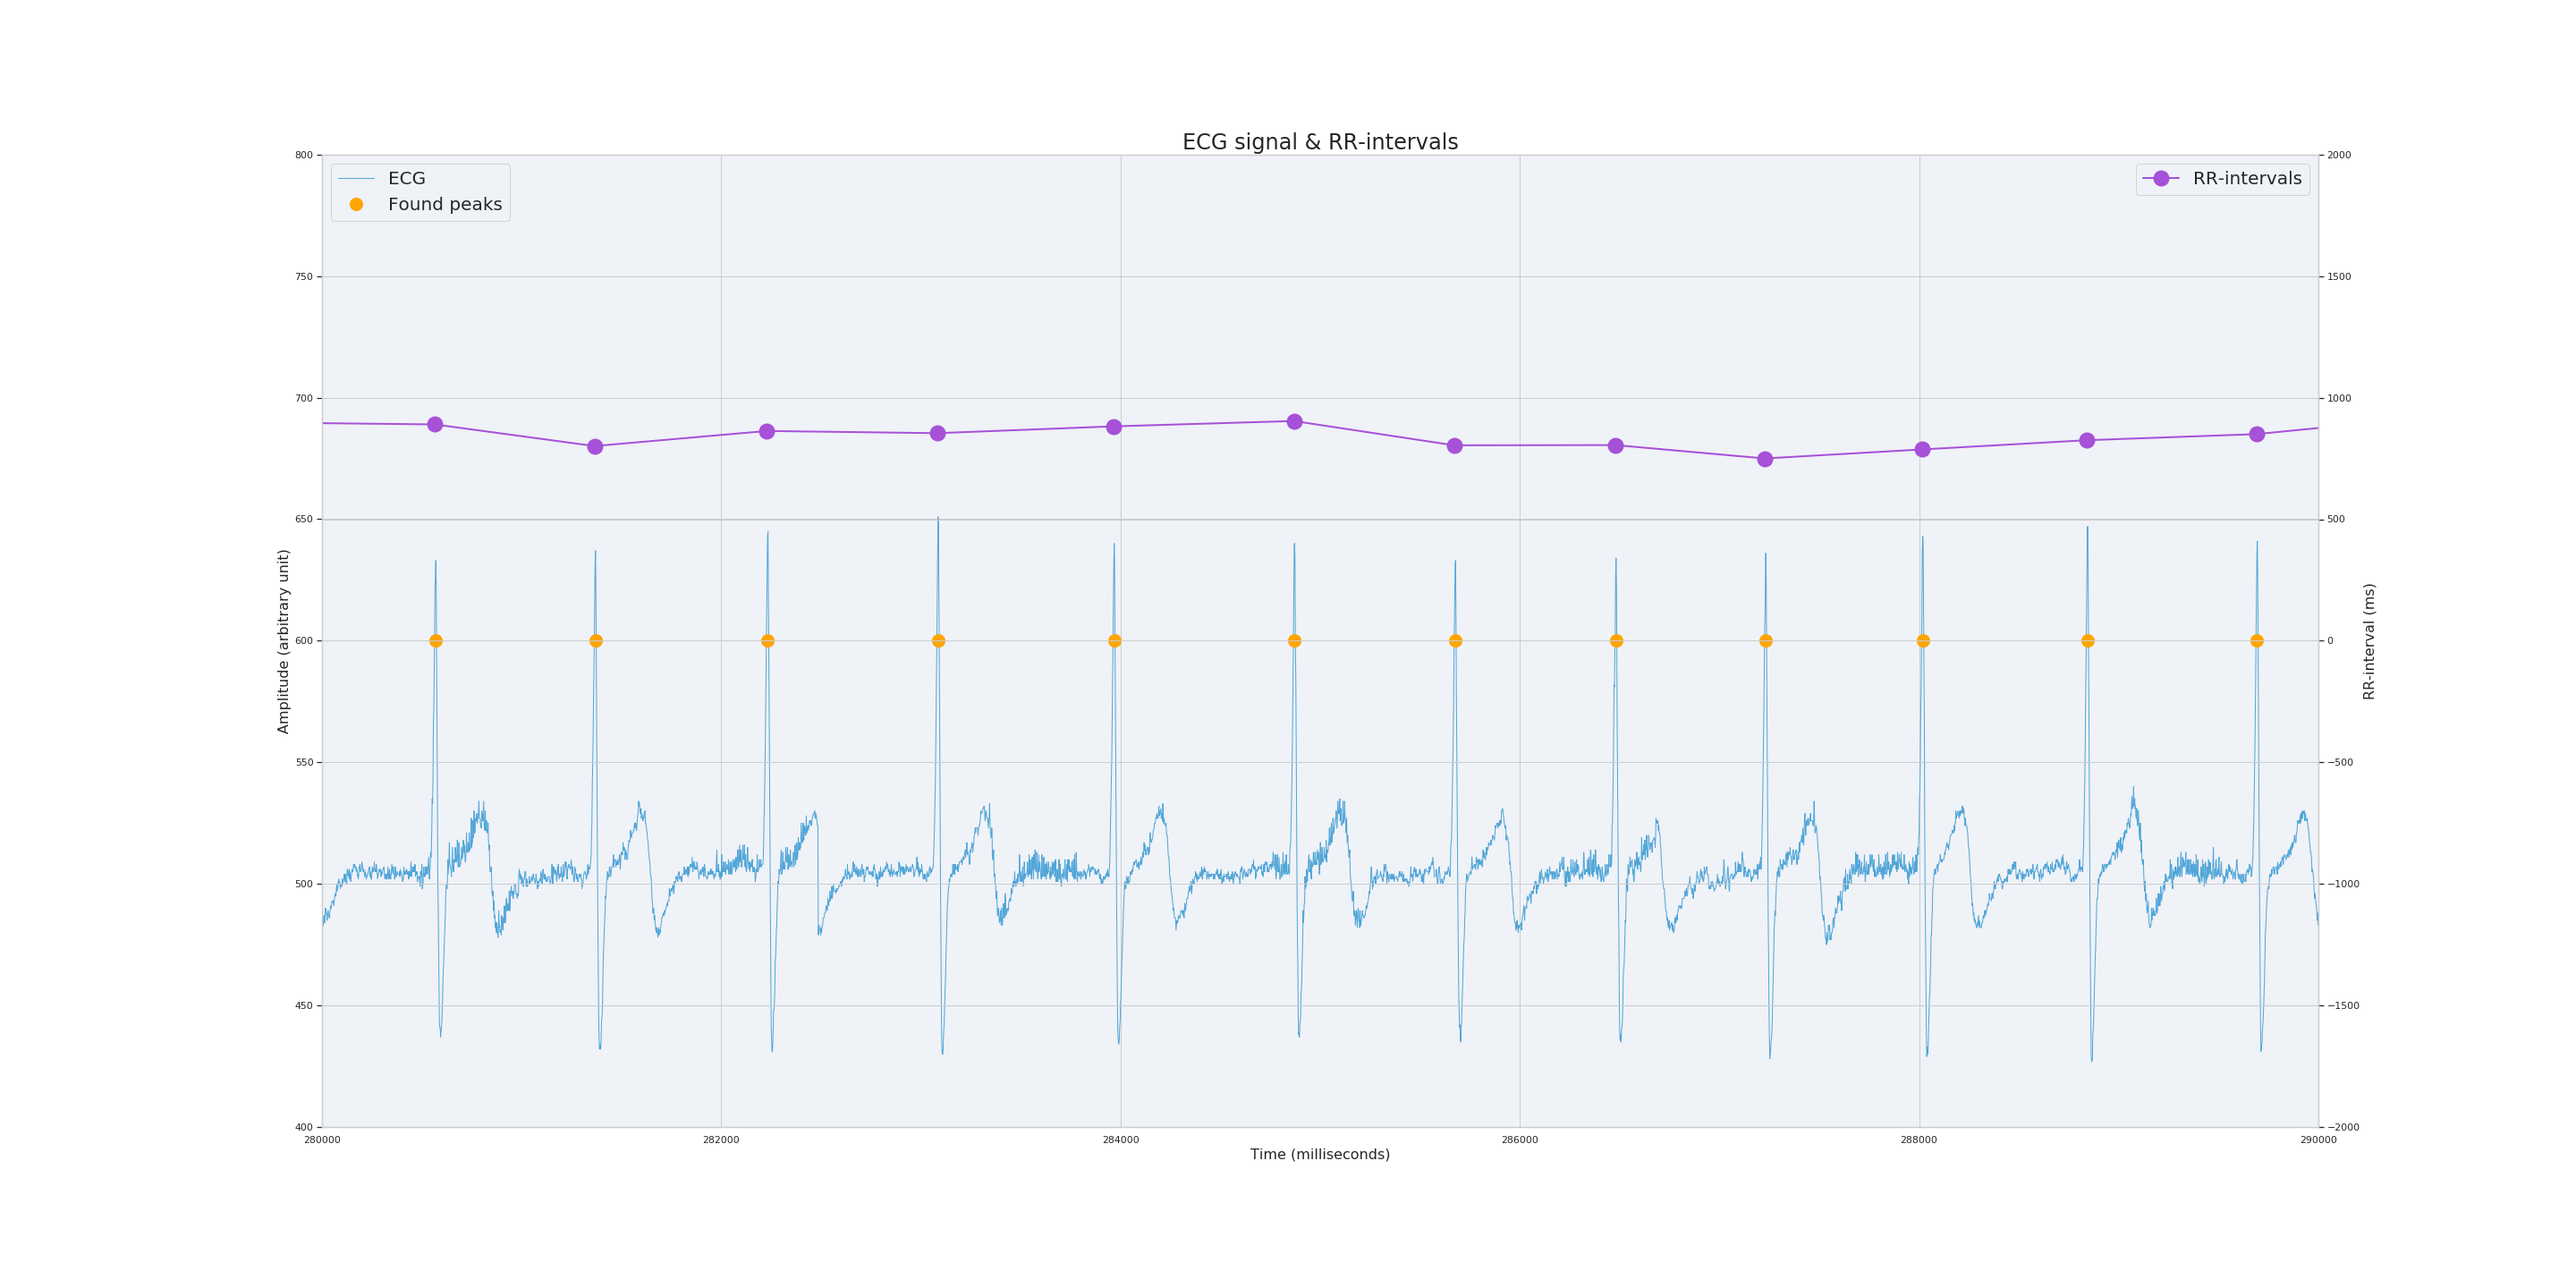 ECG signal & RR-intervals
ECG
Found peaks
RR-intervals
800
750
700
650
600
550
500
450
400
2000
1500
1000
500
0
−500
−1000
−1500
−2000
Amplitude (arbitrary unit)
RR-interval (ms)
280000 282000 284000 286000 288000 290000
Time (milliseconds)